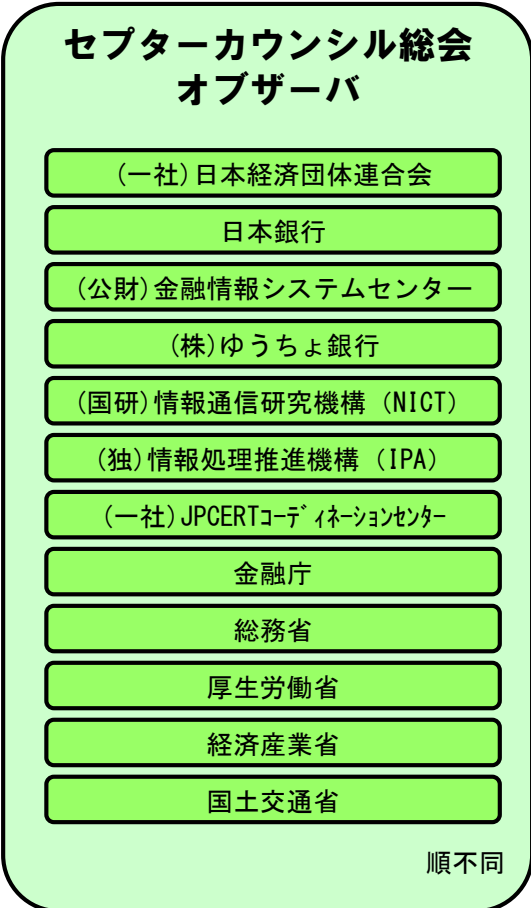 セプターカウンシル総会
オブザーバ
(一社)日本経済団体連合会
日本銀行
(公財)金融情報システムセンター
(株)ゆうちょ銀行
(国研)情報通信研究機構 (NICT)
(独)情報処理推進機構 (IPA)
(一社)JPCERTｺｰﾃﾞｨﾈｰｼｮﾝｾﾝﾀｰ
金融庁
総務省
厚生労働省
経済産業省
国土交通省
順不同